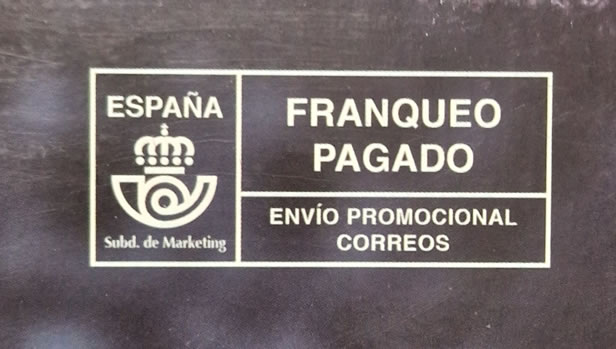 ESPAÑA
Subd. de Marketing
FRANQUEO
PAGADO
ENVÍO PROMOCIONAL
CORREOS